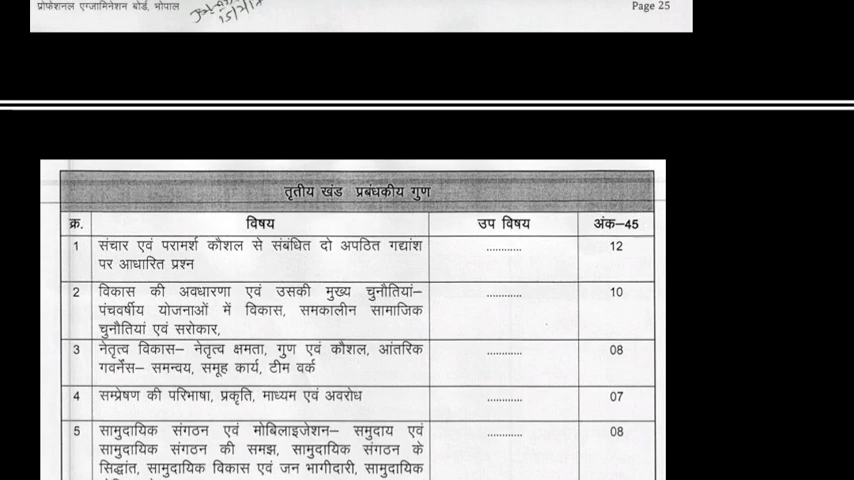 प्रोफेशनल एग्जामिनेशन बोर्ड, भोपाल
Page 25
तृतीय खंड प्रबंधकीय गुण
क्र. विषय उप विषय अंक–45
1 संचार एवं परामर्श कौशल से संबंधित दो अपठित गद्यांश ............ 12
पर आधारित प्रश्न
2 विकास की अवधारणा एवं उसकी मुख्य चुनौतियां– ............ 10
पंचवर्षीय योजनाओं में विकास, समकालीन सामाजिक
चुनौतियां एवं सरोकार,
3 नेतृत्व विकास– नेतृत्व क्षमता, गुण एवं कौशल, आंतरिक ............ 08
गवर्नेंस– समन्वय, समूह कार्य, टीम वर्क
4 सम्प्रेषण की परिभाषा, प्रकृति, माध्यम एवं अवरोध ............ 07
5 सामुदायिक संगठन एवं मोबिलाइजेशन– समुदाय एवं ............ 08
सामुदायिक संगठन की समझ, सामुदायिक संगठन के
सिद्धांत, सामुदायिक विकास एवं जन भागीदारी, सामुदायिक